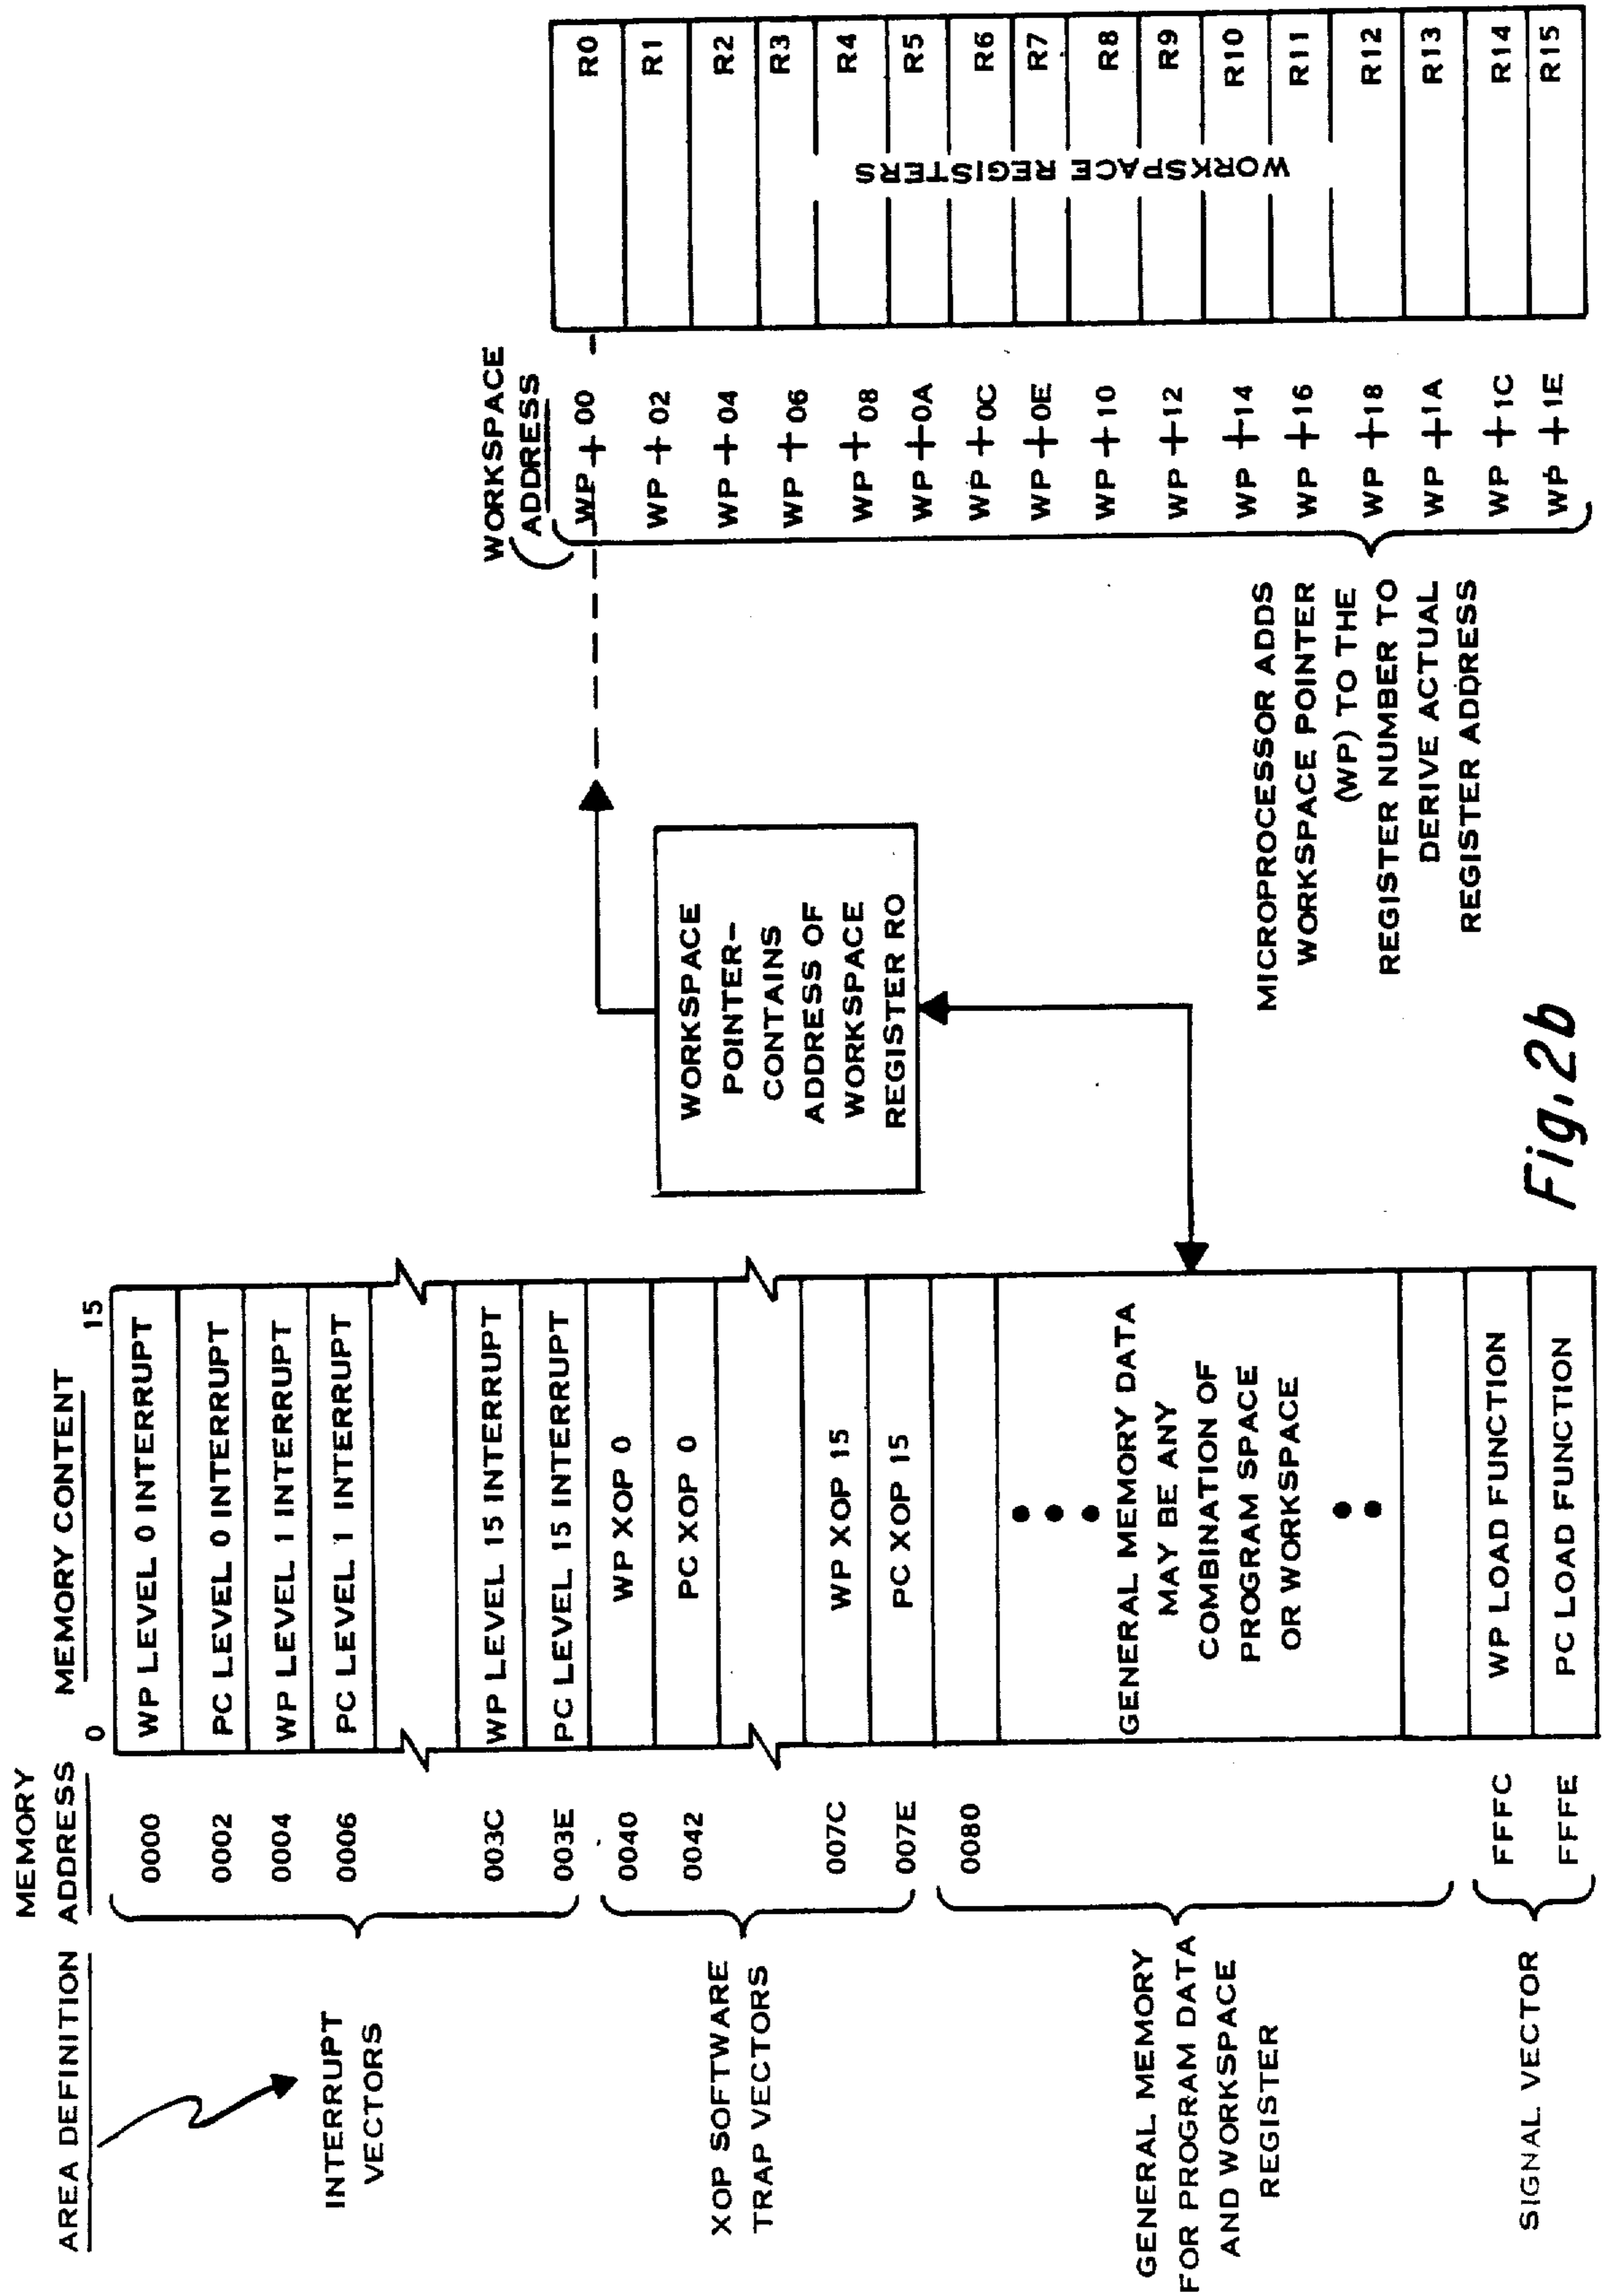 AREA DEFINITION
MEMORY
ADDRESS
MEMORY CONTENT
0 15
INTERRUPT
VECTORS
0000 WP LEVEL 0 INTERRUPT
0002 PC LEVEL 0 INTERRUPT
0004 WP LEVEL 1 INTERRUPT
0006 PC LEVEL 1 INTERRUPT
003C WP LEVEL 15 INTERRUPT
003E PC LEVEL 15 INTERRUPT
XOP SOFTWARE
TRAP VECTORS
0040 WP XOP 0
0042 PC XOP 0
007C WP XOP 15
007E PC XOP 15
GENERAL MEMORY
FOR PROGRAM DATA
AND WORKSPACE
REGISTER
0080
GENERAL MEMORY DATA
MAY BE ANY
COMBINATION OF
PROGRAM SPACE
OR WORKSPACE
SIGNAL VECTOR
FFFC WP LOAD FUNCTION
FFFE PC LOAD FUNCTION
WORKSPACE
POINTER-
CONTAINS
ADDRESS OF
WORKSPACE
REGISTER RO
WORKSPACE
ADDRESS
WP + 00 R0
WP + 02 R1
WP + 04 R2
WP + 06 R3
WP + 08 R4
WP + 0A R5
WP + 0C R6
WP + 0E R7
WP + 10 R8
WP + 12 R9
WP + 14 R10
WP + 16 R11
WP + 18 R12
WP + 1A R13
WP + 1C R14
WP + 1E R15
WORKSPACE REGISTERS
MICROPROCESSOR ADDS
WORKSPACE POINTER
(WP) TO THE
REGISTER NUMBER TO
DERIVE ACTUAL
REGISTER ADDRESS
Fig.2b